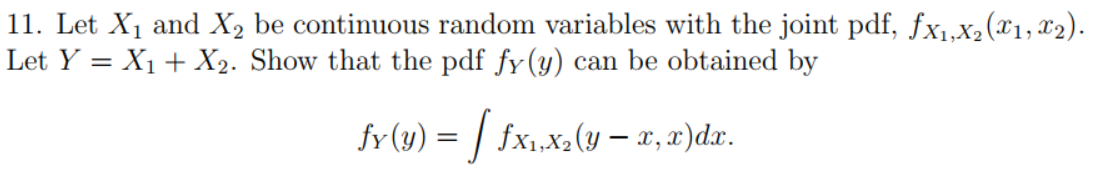 11. Let X₁ and X₂ be continuous random variables with the joint pdf, f_{X₁,X₂}(x₁, x₂).
Let Y = X₁ + X₂. Show that the pdf f_Y(y) can be obtained by
f_Y(y) = ∫ f_{X₁,X₂}(y − x, x)dx.